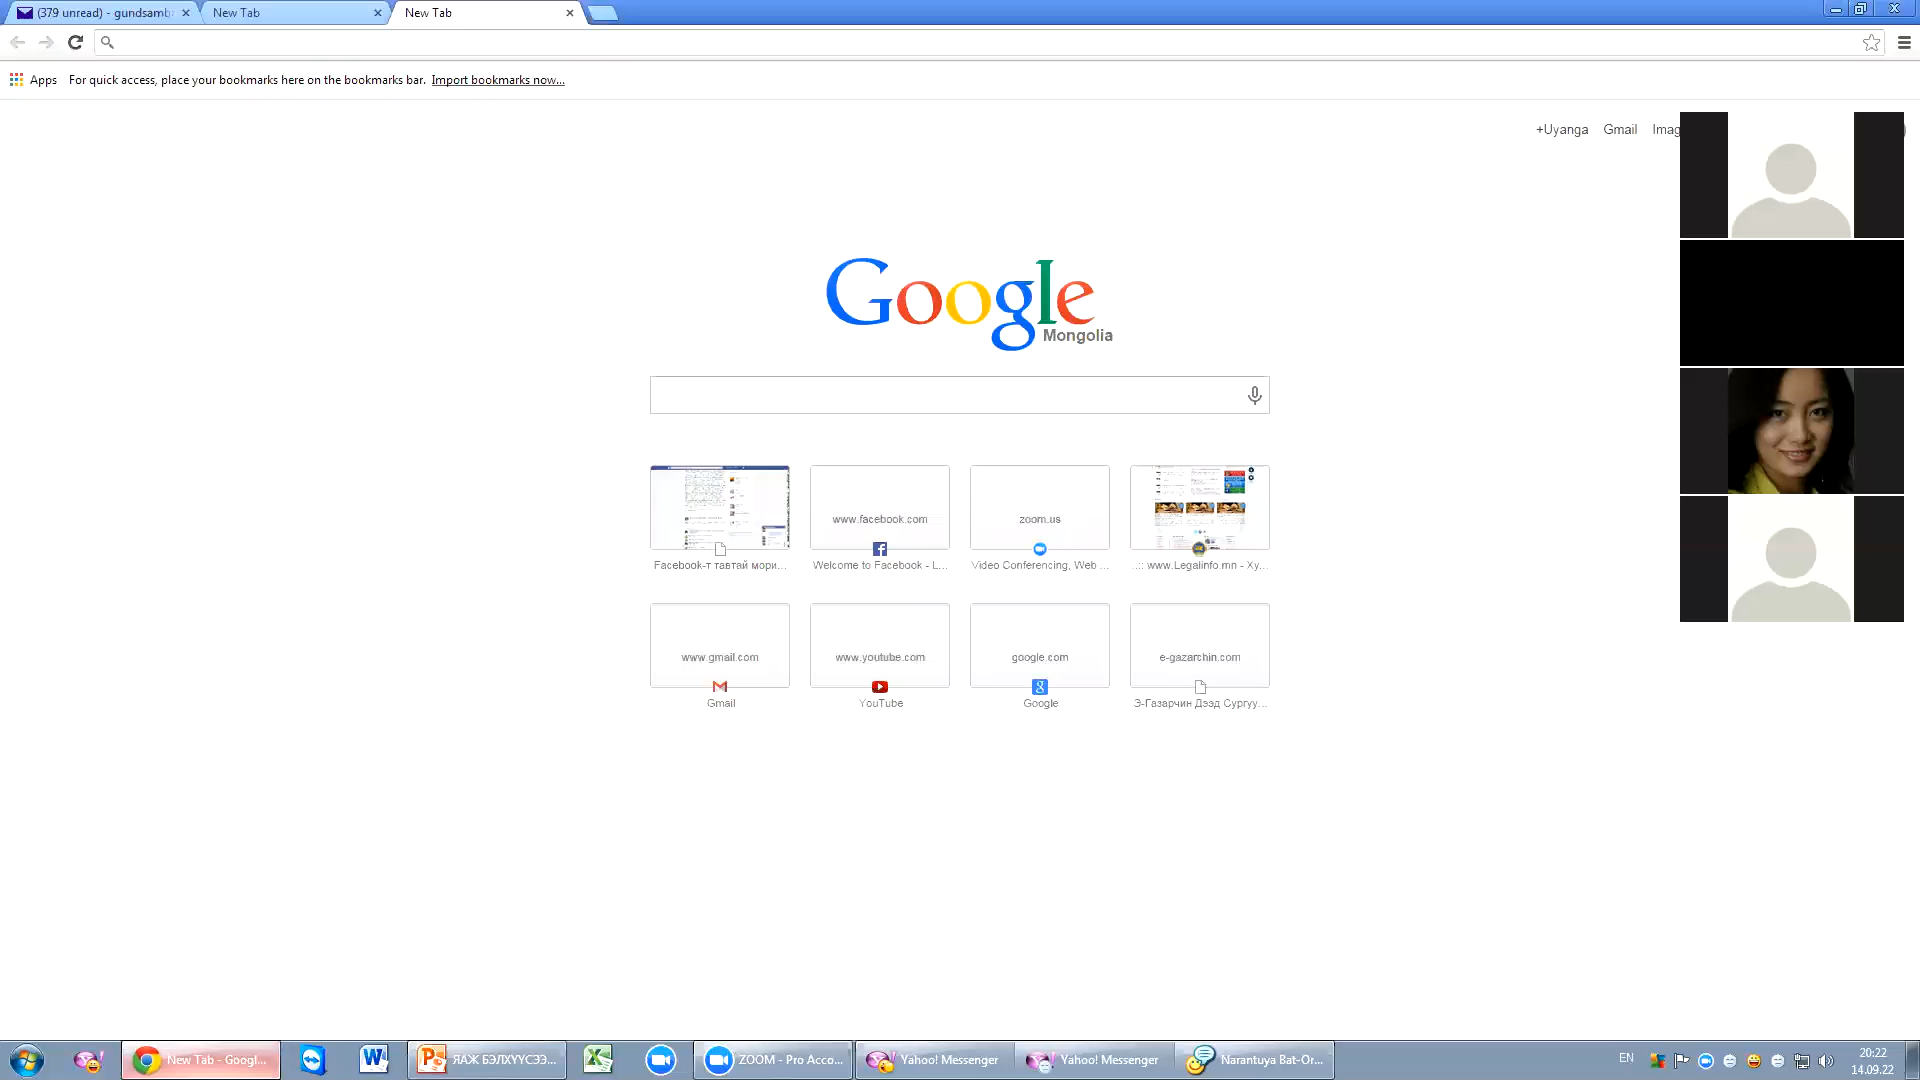 (379 unread) - gundsamb
New Tab
New Tab
Apps
For quick access, place your bookmarks here on the bookmarks bar. Import bookmarks now...
+Uyanga Gmail Imag
Google
Mongolia
www.facebook.com
zoom.us
Facebook-т тавтай мори...
Welcome to Facebook - L...
Video Conferencing, Web ...
..:: www.Legalinfo.mn - Ху...
www.gmail.com
www.youtube.com
google.com
e-gazarchin.com
Gmail
YouTube
Google
Э-Газарчин Дээд Сургуу...
New Tab - Googl...
ЯАЖ БЭЛХҮҮСЭЭ...
ZOOM - Pro Acco...
Yahoo! Messenger
Yahoo! Messenger
Narantuya Bat-Or...
EN
20:22
14.09.22